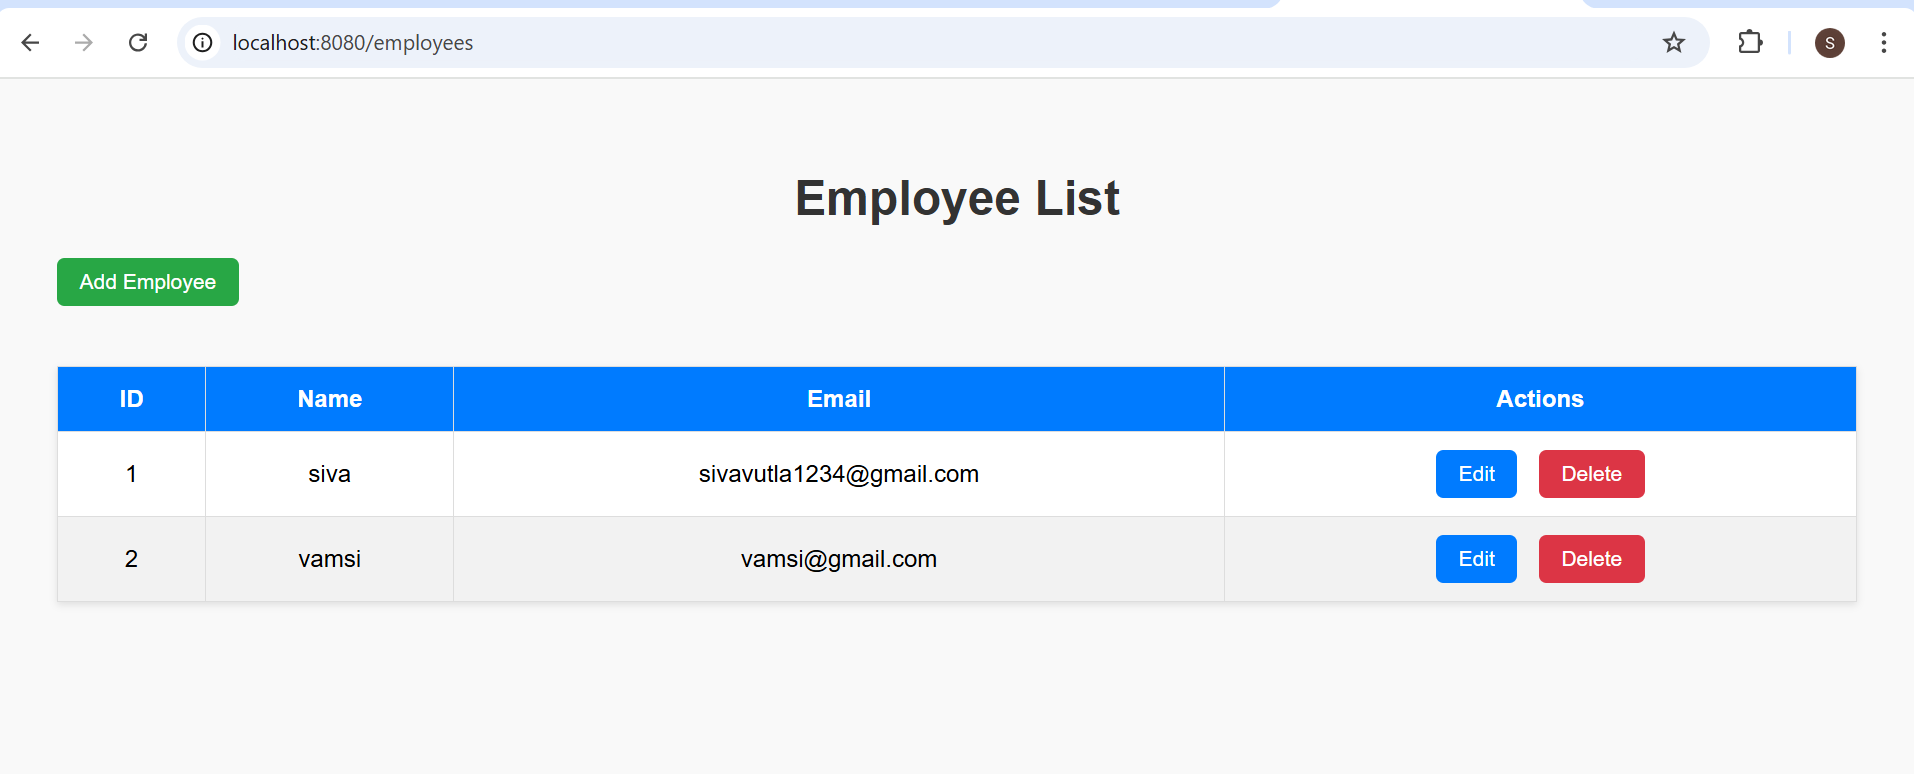 localhost:8080/employees
S
Employee List
Add Employee
ID Name Email Actions
1 siva sivavutla1234@gmail.com Edit Delete
2 vamsi vamsi@gmail.com Edit Delete